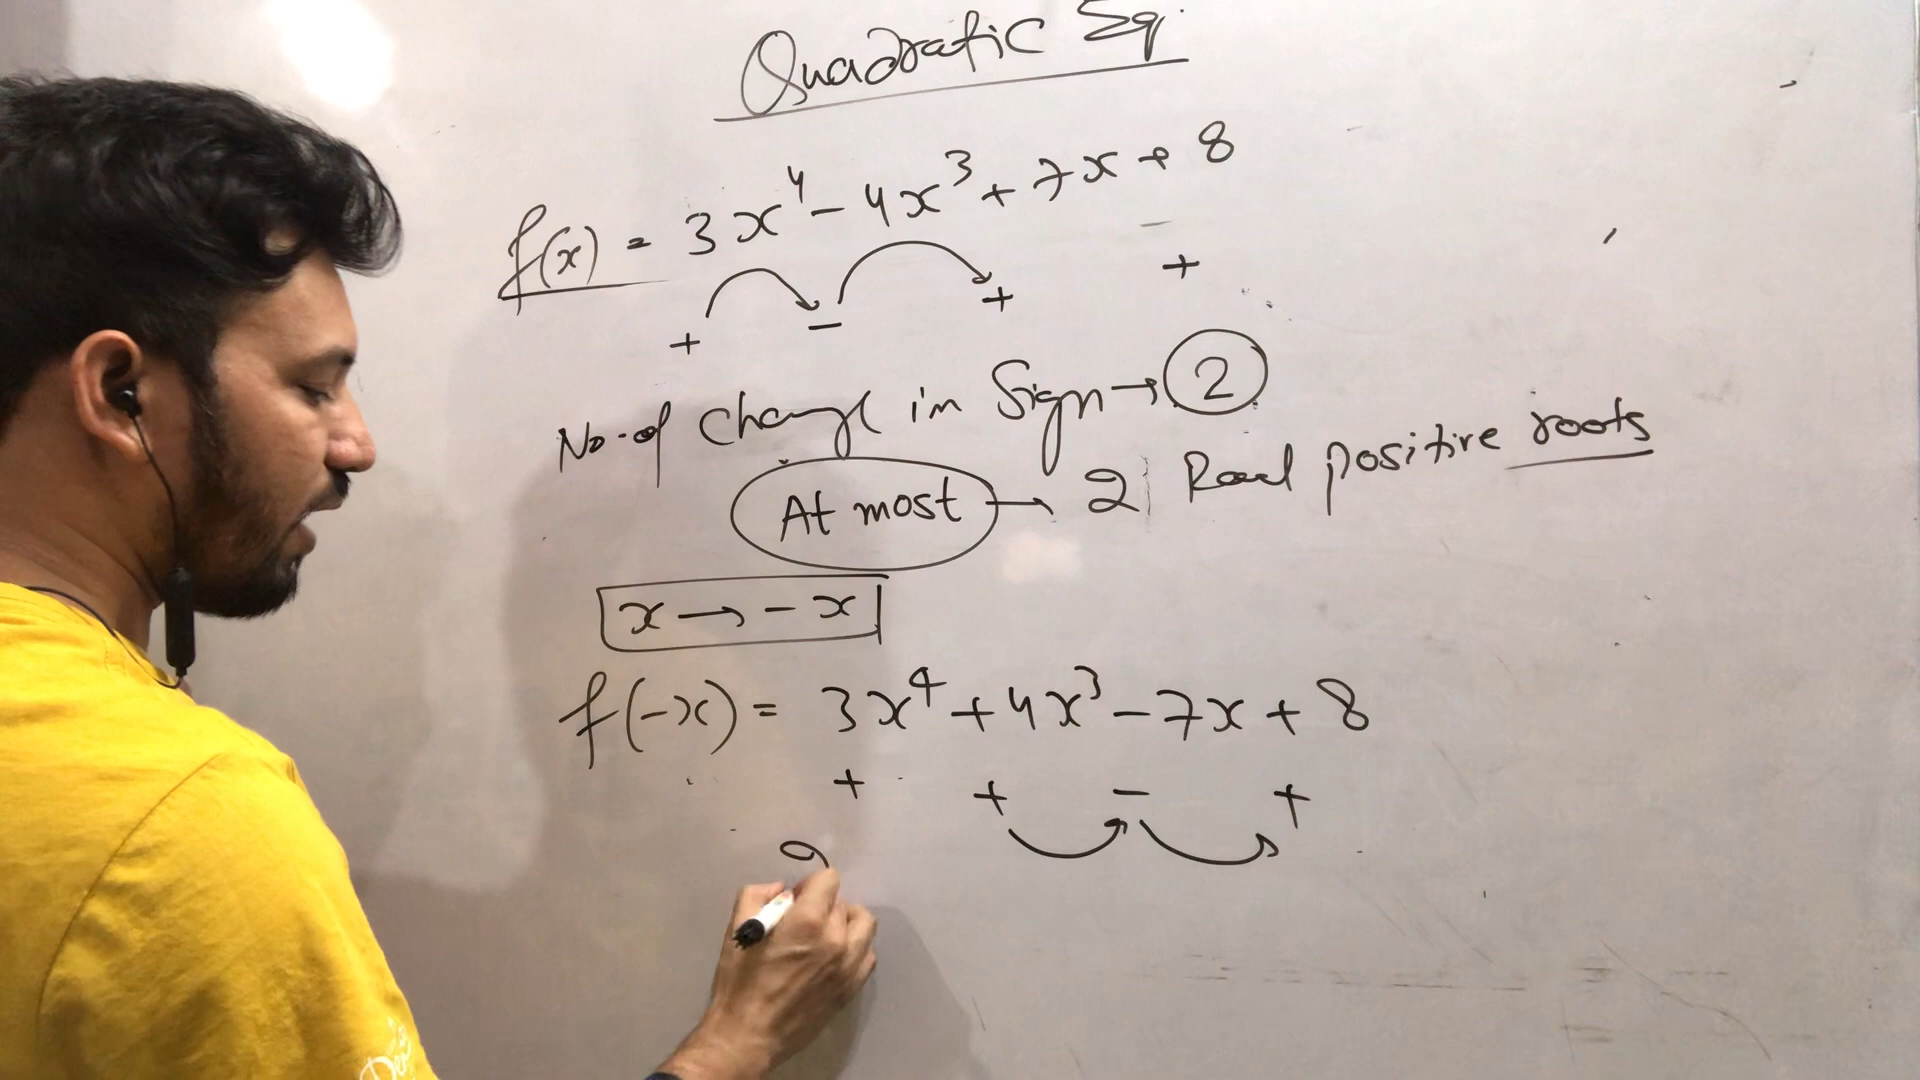 Quadratic Eq.
f(x) = 3x⁴ - 4x³ + 7x + 8
+ - + +
No. of change in Sign → 2
At most → 2 Real positive roots
x → - x
f(-x) = 3x⁴ + 4x³ - 7x + 8
+ + - +